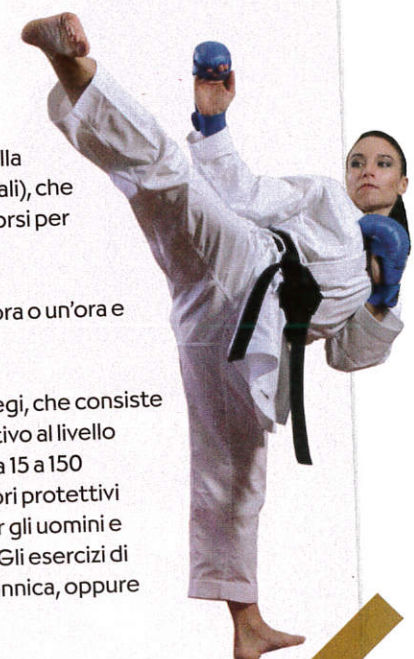 lla
ali), che
orsi per
ora o un'ora e
egi, che consiste
tivo al livello
a 15 a 150
ori protettivi
r gli uomini e
Gli esercizi di
nnica, oppure